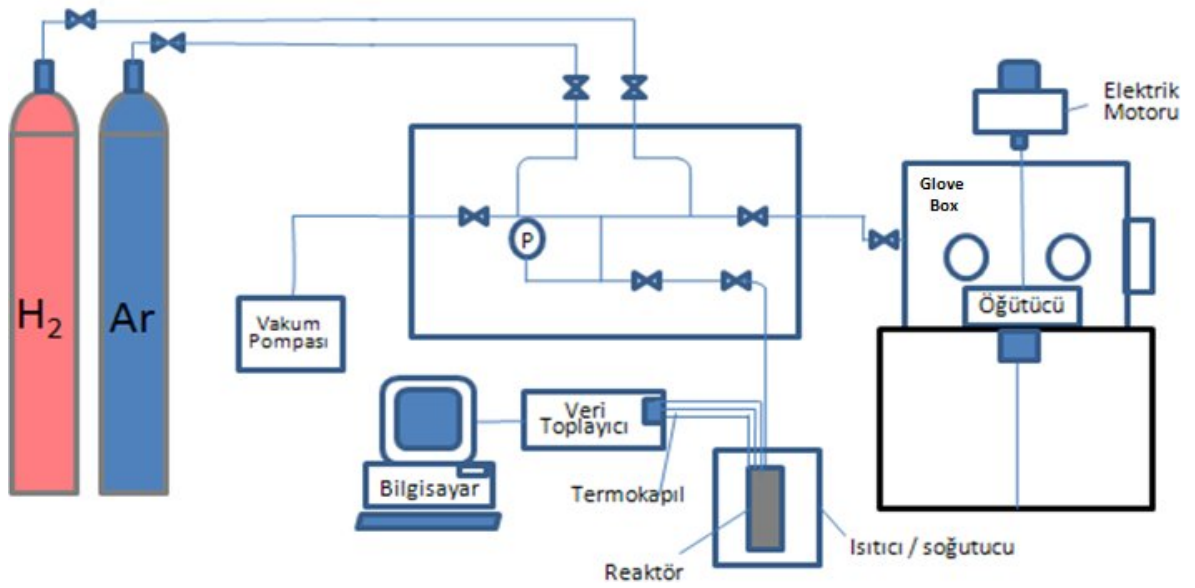 H2
Ar
Elektrik
Motoru
Glove
Box
P
Öğütücü
Vakum
Pompası
Veri
Toplayıcı
Bilgisayar
Termokapıl
Reaktör
Isıtıcı / soğutucu